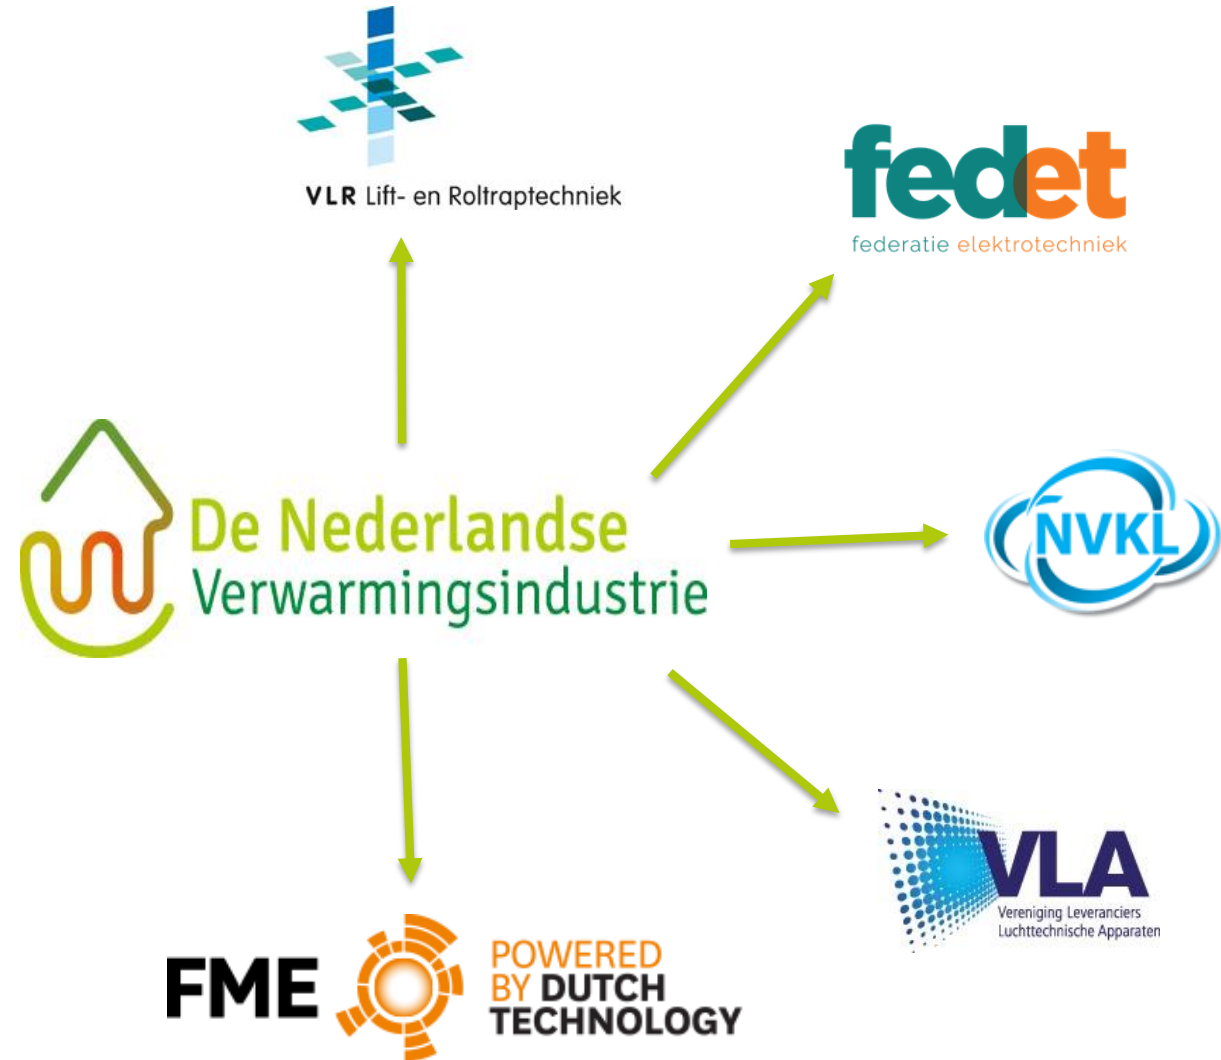 VLR Lift- en Roltraptechniek
fedet
federatie elektrotechniek
De Nederlandse
Verwarmingsindustrie
NVKL
VLA
Vereniging Leveranciers
Luchttechnische Apparaten
FME
POWERED
BY DUTCH
TECHNOLOGY